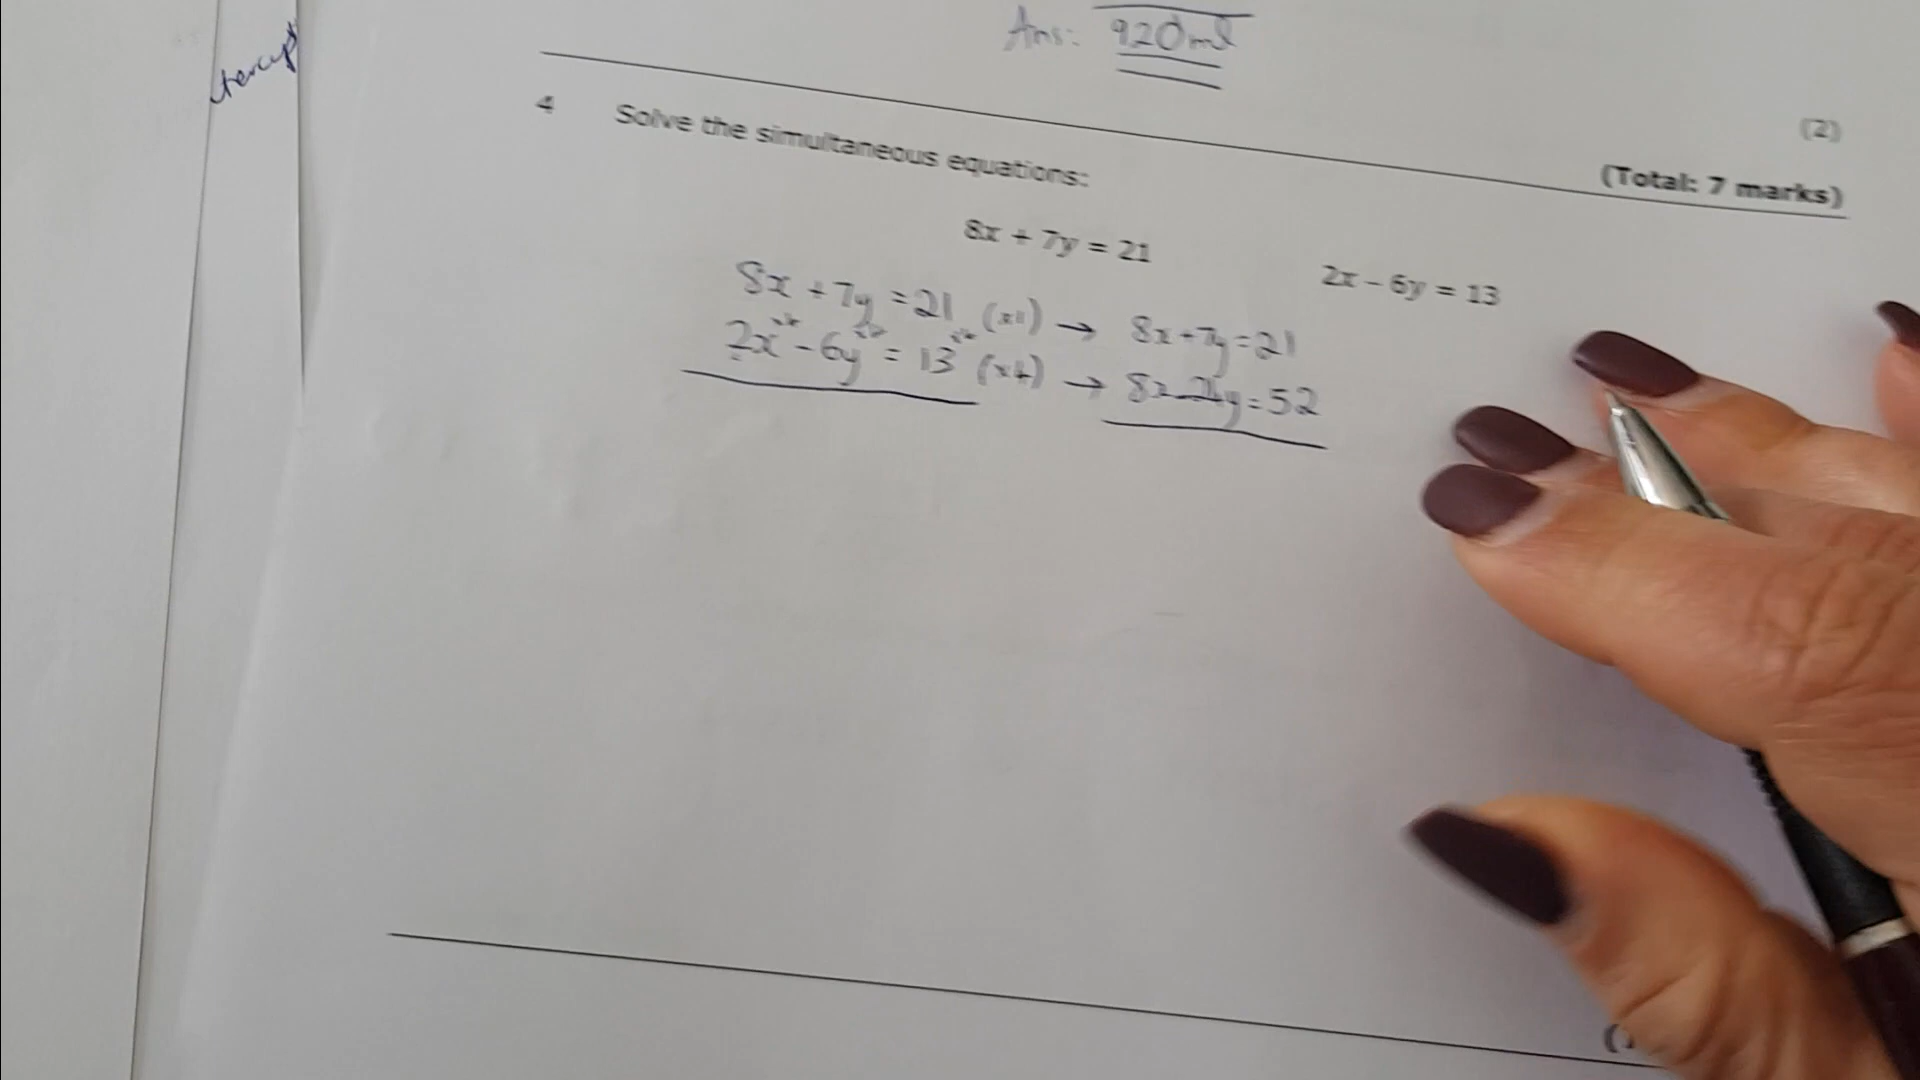 Ans: 920ml
(2)
(Total: 7 marks)
4 Solve the simultaneous equations:
8x + 7y = 21 2x – 6y = 13
8x + 7y = 21 (x1) → 8x+7y=21
2x - 6y = 13 (x4) → 8x-24y=52